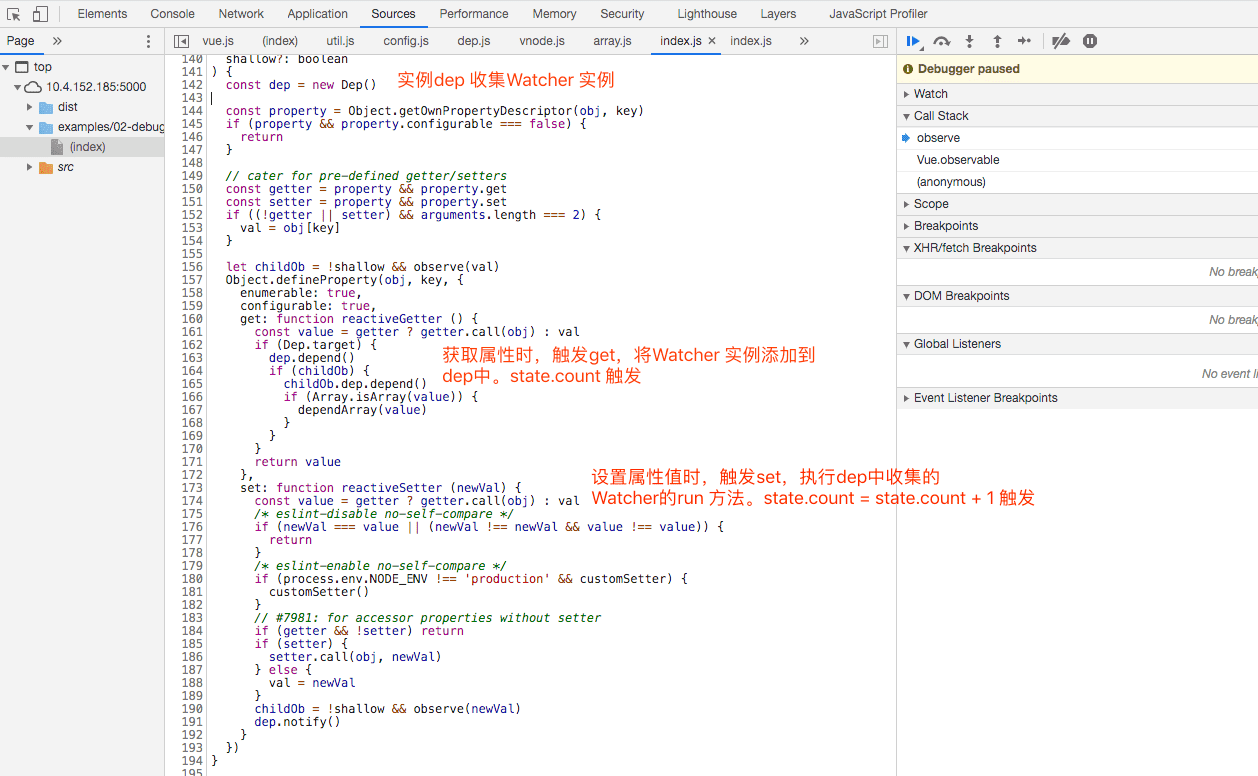 Elements Console Network Application Sources Performance Memory Security Lighthouse Layers JavaScript Profiler
Page » vue.js (index) util.js config.js dep.js vnode.js array.js index.js × index.js »
top
10.4.152.185:5000
dist
examples/02-debug
(index)
src
140 shallow?: boolean
141 ) {
142 const dep = new Dep() 实例dep 收集Watcher 实例
143
144 const property = Object.getOwnPropertyDescriptor(obj, key)
145 if (property && property.configurable === false) {
146 return
147 }
148
149 // cater for pre-defined getter/setters
150 const getter = property && property.get
151 const setter = property && property.set
152 if ((!getter || setter) && arguments.length === 2) {
153 val = obj[key]
154 }
155
156 let childOb = !shallow && observe(val)
157 Object.defineProperty(obj, key, {
158 enumerable: true,
159 configurable: true,
160 get: function reactiveGetter () {
161 const value = getter ? getter.call(obj) : val
162 if (Dep.target) {
163 dep.depend()
164 if (childOb) {
165 childOb.dep.depend()
166 if (Array.isArray(value)) {
167 dependArray(value)
168 }
169 }
170 }
171 return value
172 },
获取属性时，触发get，将Watcher 实例添加到
dep中。state.count 触发
173 set: function reactiveSetter (newVal) {
174 const value = getter ? getter.call(obj) : val
175 /* eslint-disable no-self-compare */
176 if (newVal === value || (newVal !== newVal && value !== value)) {
177 return
178 }
179 /* eslint-enable no-self-compare */
180 if (process.env.NODE_ENV !== 'production' && customSetter) {
181 customSetter()
182 }
183 // #7981: for accessor properties without setter
184 if (getter && !setter) return
185 if (setter) {
186 setter.call(obj, newVal)
187 } else {
188 val = newVal
189 }
190 childOb = !shallow && observe(newVal)
191 dep.notify()
192 }
193 })
194 }
195
设置属性值时，触发set，执行dep中收集的
Watcher的run 方法。state.count = state.count + 1 触发
Debugger paused
Watch
Call Stack
observe
Vue.observable
(anonymous)
Scope
Breakpoints
XHR/fetch Breakpoints
No break
DOM Breakpoints
No break
Global Listeners
No event li
Event Listener Breakpoints